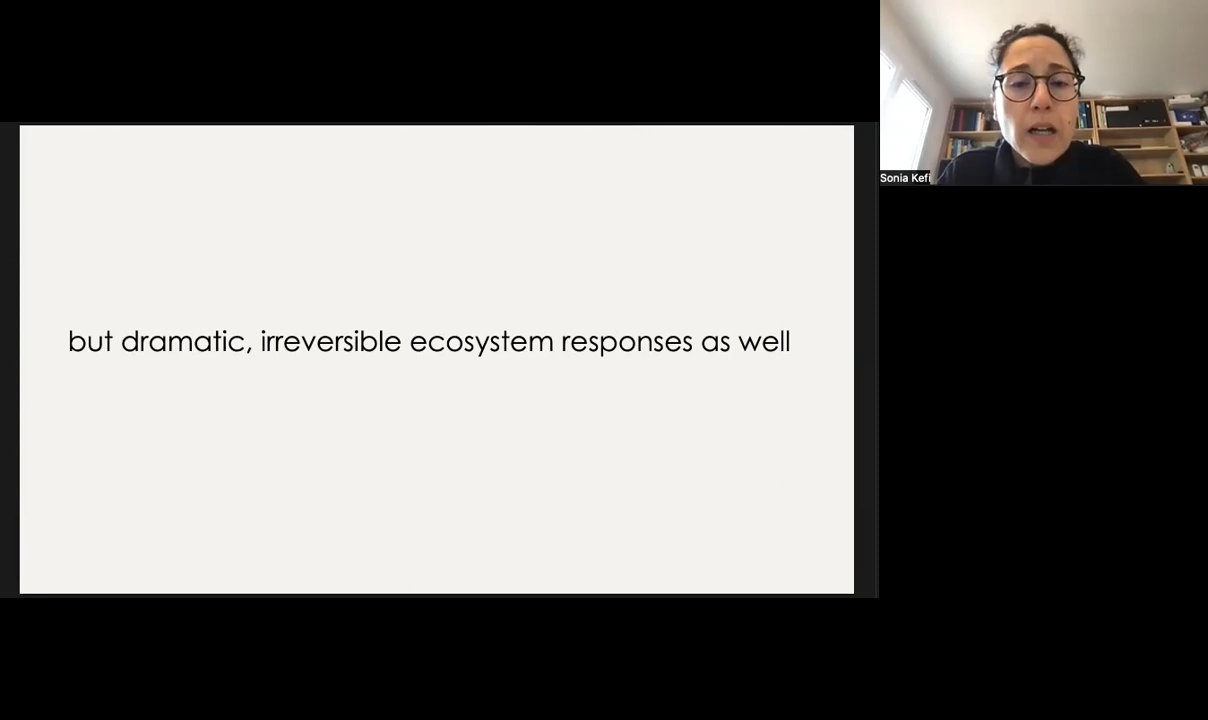 Sonia Kefi
but dramatic, irreversible ecosystem responses as well